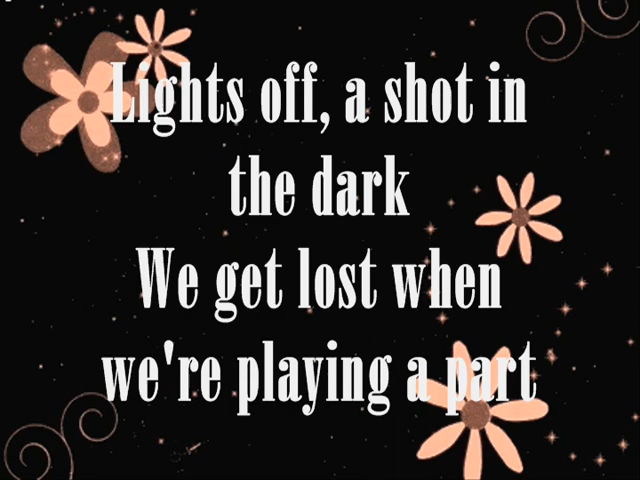 Lights off, a shot in
the dark
We get lost when
we're playing a part